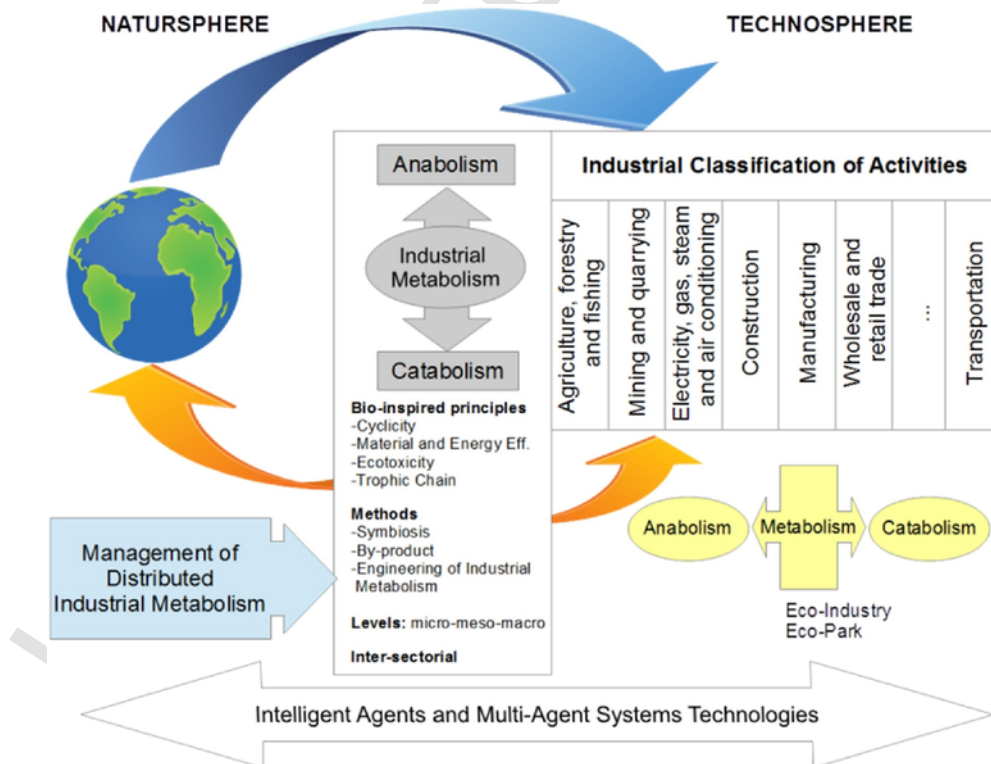 NATURSPHERE
TECHNOSPHERE
Anabolism
Industrial
Metabolism
Catabolism
Bio-inspired principles
-Cyclicity
-Material and Energy Eff.
-Ecotoxicity
-Trophic Chain
Methods
-Symbiosis
-By-product
-Engineering of Industrial
Metabolism
Levels: micro-meso-macro
Inter-sectorial
Industrial Classification of Activities
Agriculture, forestry
and fishing
Mining and quarrying
Electricity, gas, steam
and air conditioning
Construction
Manufacturing
Wholesale and
retail trade
...
Transportation
Management of
Distributed
Industrial Metabolism
Anabolism
Metabolism
Catabolism
Eco-Industry
Eco-Park
Intelligent Agents and Multi-Agent Systems Technologies